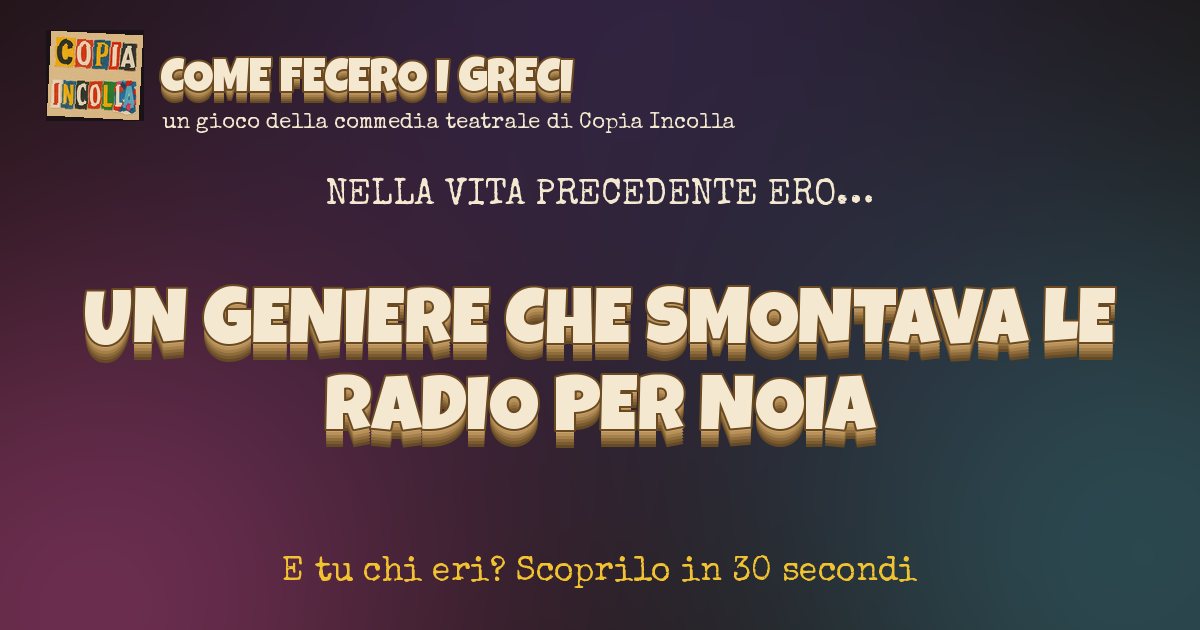 COPIA
INCOLLA
COME FECERO I GRECI
un gioco della commedia teatrale di Copia Incolla
NELLA VITA PRECEDENTE ERO...
UN GENIERE CHE SMONTAVA LE
RADIO PER NOIA
E tu chi eri? Scoprilo in 30 secondi